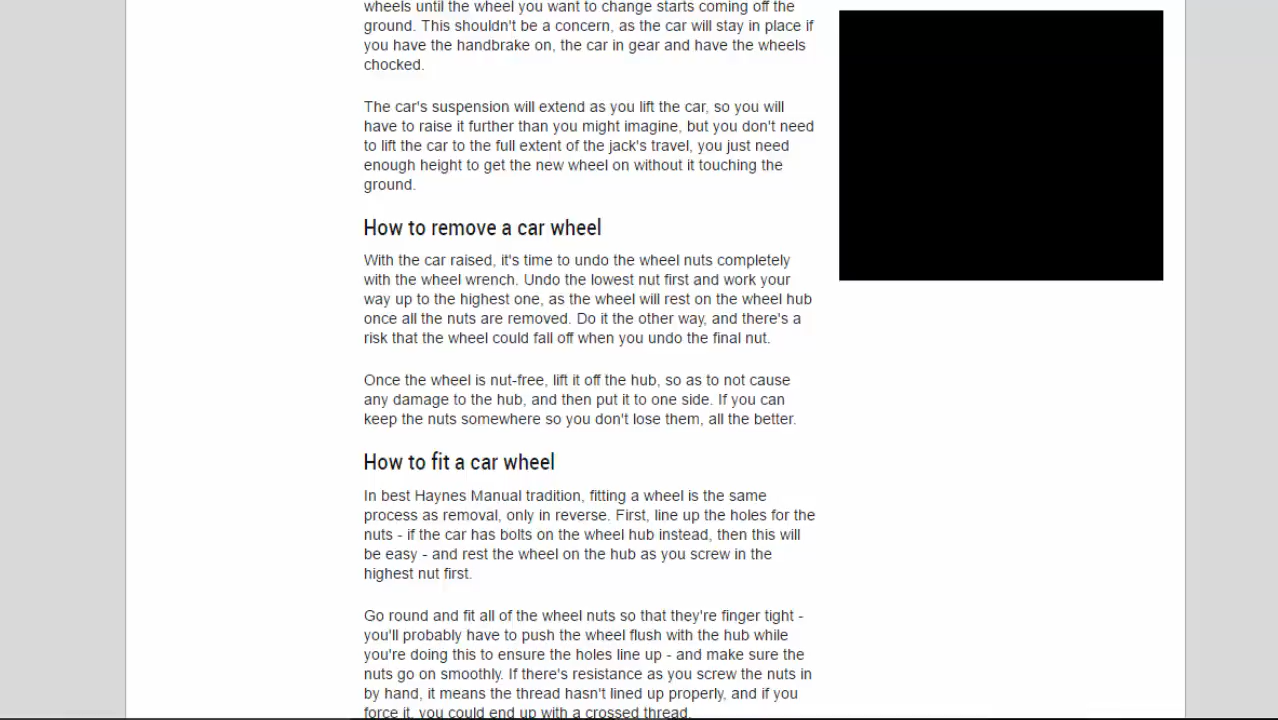 wheels until the wheel you want to change starts coming off the
ground. This shouldn't be a concern, as the car will stay in place if
you have the handbrake on, the car in gear and have the wheels
chocked.
The car's suspension will extend as you lift the car, so you will
have to raise it further than you might imagine, but you don't need
to lift the car to the full extent of the jack's travel, you just need
enough height to get the new wheel on without it touching the
ground.
How to remove a car wheel
With the car raised, it's time to undo the wheel nuts completely
with the wheel wrench. Undo the lowest nut first and work your
way up to the highest one, as the wheel will rest on the wheel hub
once all the nuts are removed. Do it the other way, and there's a
risk that the wheel could fall off when you undo the final nut.
Once the wheel is nut-free, lift it off the hub, so as to not cause
any damage to the hub, and then put it to one side. If you can
keep the nuts somewhere so you don't lose them, all the better.
How to fit a car wheel
In best Haynes Manual tradition, fitting a wheel is the same
process as removal, only in reverse. First, line up the holes for the
nuts - if the car has bolts on the wheel hub instead, then this will
be easy - and rest the wheel on the hub as you screw in the
highest nut first.
Go round and fit all of the wheel nuts so that they're finger tight -
you'll probably have to push the wheel flush with the hub while
you're doing this to ensure the holes line up - and make sure the
nuts go on smoothly. If there's resistance as you screw the nuts in
by hand, it means the thread hasn't lined up properly, and if you
force it, you could end up with a crossed thread.